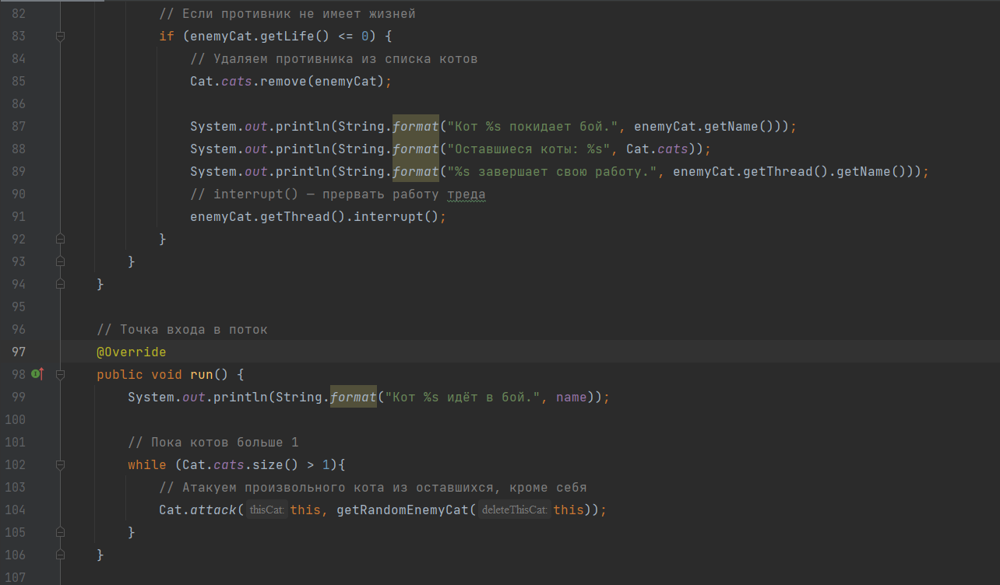 82 // Если противник не имеет жизней
83 if (enemyCat.getLife() <= 0) {
84 // Удаляем противника из списка котов
85 Cat.cats.remove(enemyCat);
86
87 System.out.println(String.format("Кот %s покидает бой.", enemyCat.getName()));
88 System.out.println(String.format("Оставшиеся коты: %s", Cat.cats));
89 System.out.println(String.format("%s завершает свою работу.", enemyCat.getThread().getName()));
90 // interrupt() — прервать работу треда
91 enemyCat.getThread().interrupt();
92 }
93 }
94 }
95
96 // Точка входа в поток
97 @Override
98 public void run() {
99 System.out.println(String.format("Кот %s идёт в бой.", name));
100
101 // Пока котов больше 1
102 while (Cat.cats.size() > 1){
103 // Атакуем произвольного кота из оставшихся, кроме себя
104 Cat.attack( thisCat: this, getRandomEnemyCat( deleteThisCat: this));
105 }
106 }
107